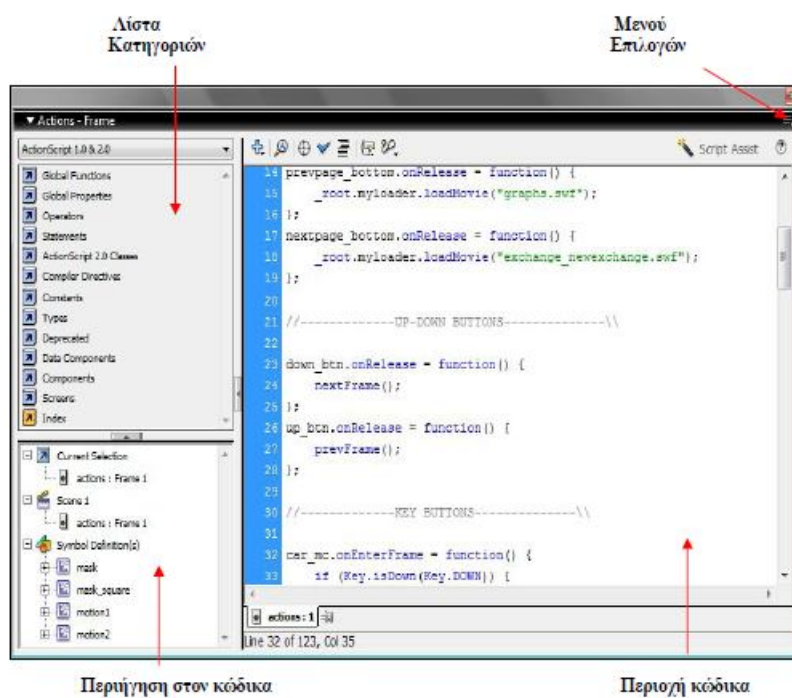 Λίστα
Κατηγοριών
Μενού
Επιλογών
Actions - Frame
ActionScript 1.0 & 2.0
Global Functions
Global Properties
Operators
Statements
ActionScript 2.0 Classes
Compiler Directives
Constants
Types
Deprecated
Data Components
Components
Screens
Index
Current Selection
actions : Frame 1
Scene 1
actions : Frame 1
Symbol Definition(s)
mask
mask_square
motion1
motion2
Script Assist
14 prevpage_bottom.onRelease = function() {
15 _root.myloader.loadMovie("graphs.swf");
16 };
17 nextpage_bottom.onRelease = function() {
18 _root.myloader.loadMovie("exchange_newexchange.swf");
19 };
20
21 //-------------UP-DOWN BUTTONS--------------\\
22
23 down_btn.onRelease = function() {
24 nextFrame();
25 };
26 up_btn.onRelease = function() {
27 prevFrame();
28 };
29
30 //-------------KEY BUTTONS--------------\\
31
32 car_mc.onEnterFrame = function() {
33 if (Key.isDown(Key.DOWN)) {
actions : 1
Line 32 of 123, Col 35
Περιήγηση στον κώδικα
Περιοχή κώδικα